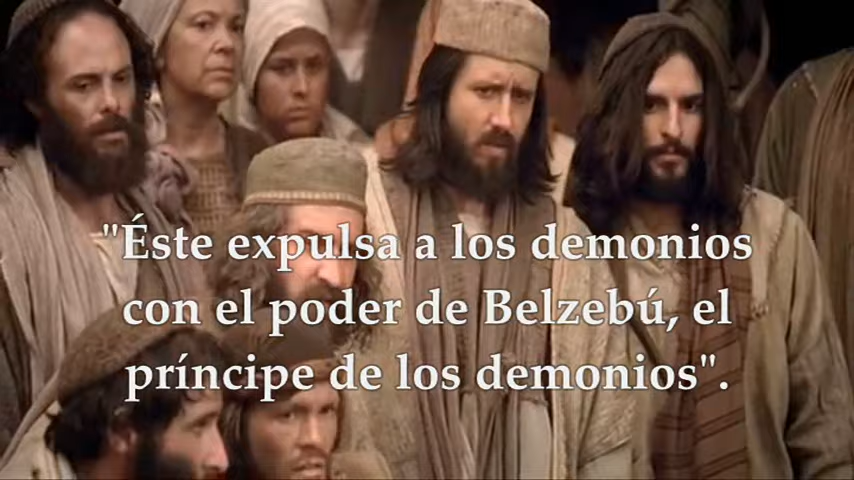 "Éste expulsa a los demonios
con el poder de Belzebú, el
príncipe de los demonios".